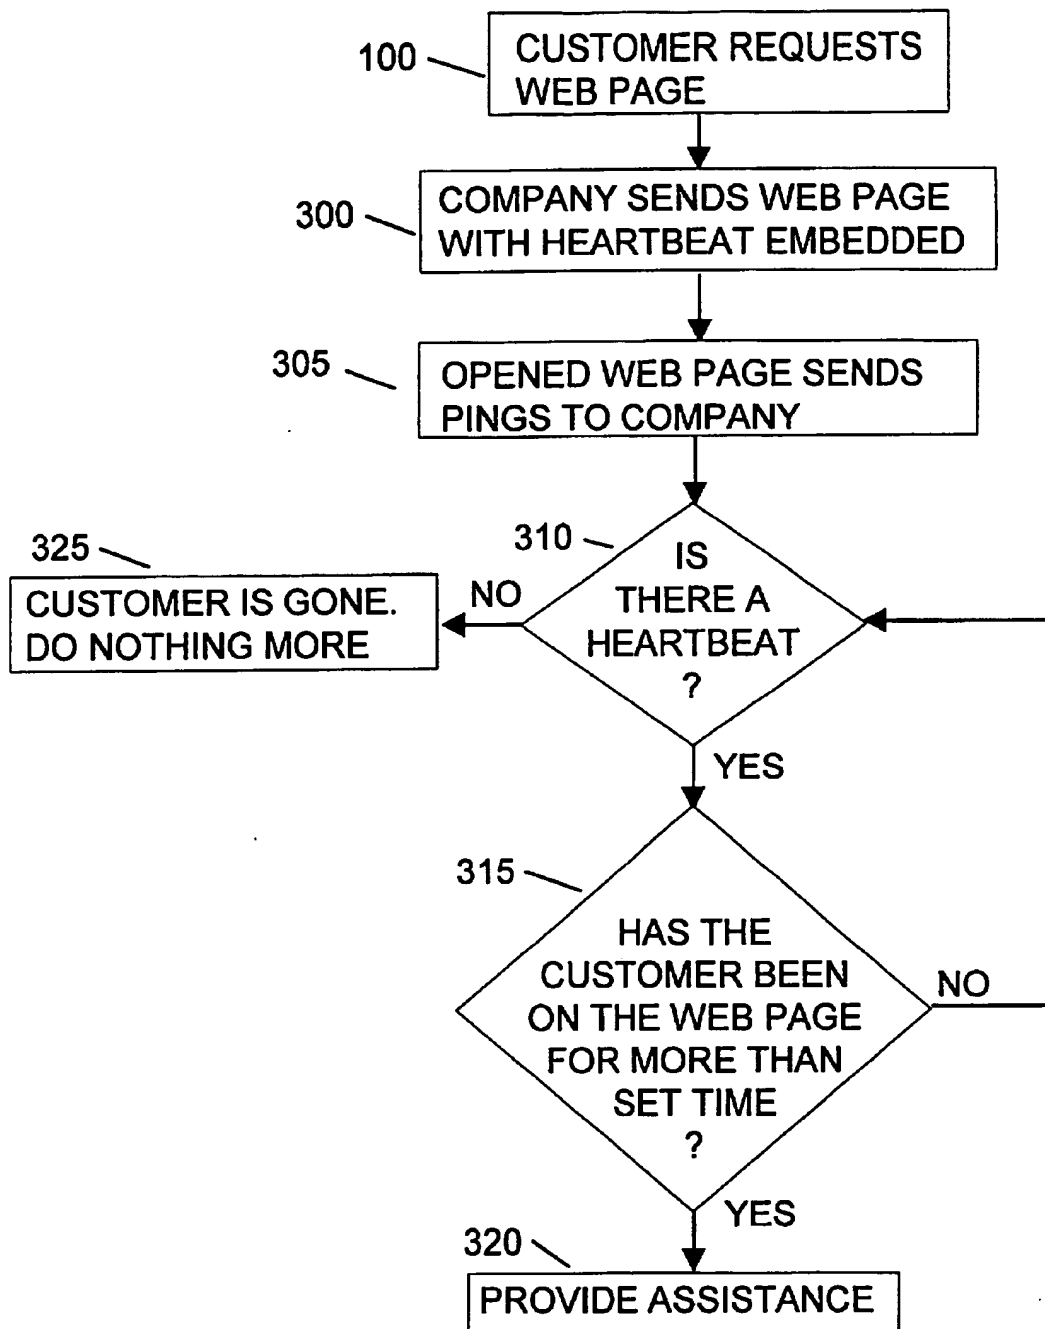 100
CUSTOMER REQUESTS
WEB PAGE
300
COMPANY SENDS WEB PAGE
WITH HEARTBEAT EMBEDDED
305
OPENED WEB PAGE SENDS
PINGS TO COMPANY
310
IS
THERE A
HEARTBEAT
?
NO
325
CUSTOMER IS GONE.
DO NOTHING MORE
YES
315
HAS THE
CUSTOMER BEEN
ON THE WEB PAGE
FOR MORE THAN
SET TIME
?
NO
YES
320
PROVIDE ASSISTANCE